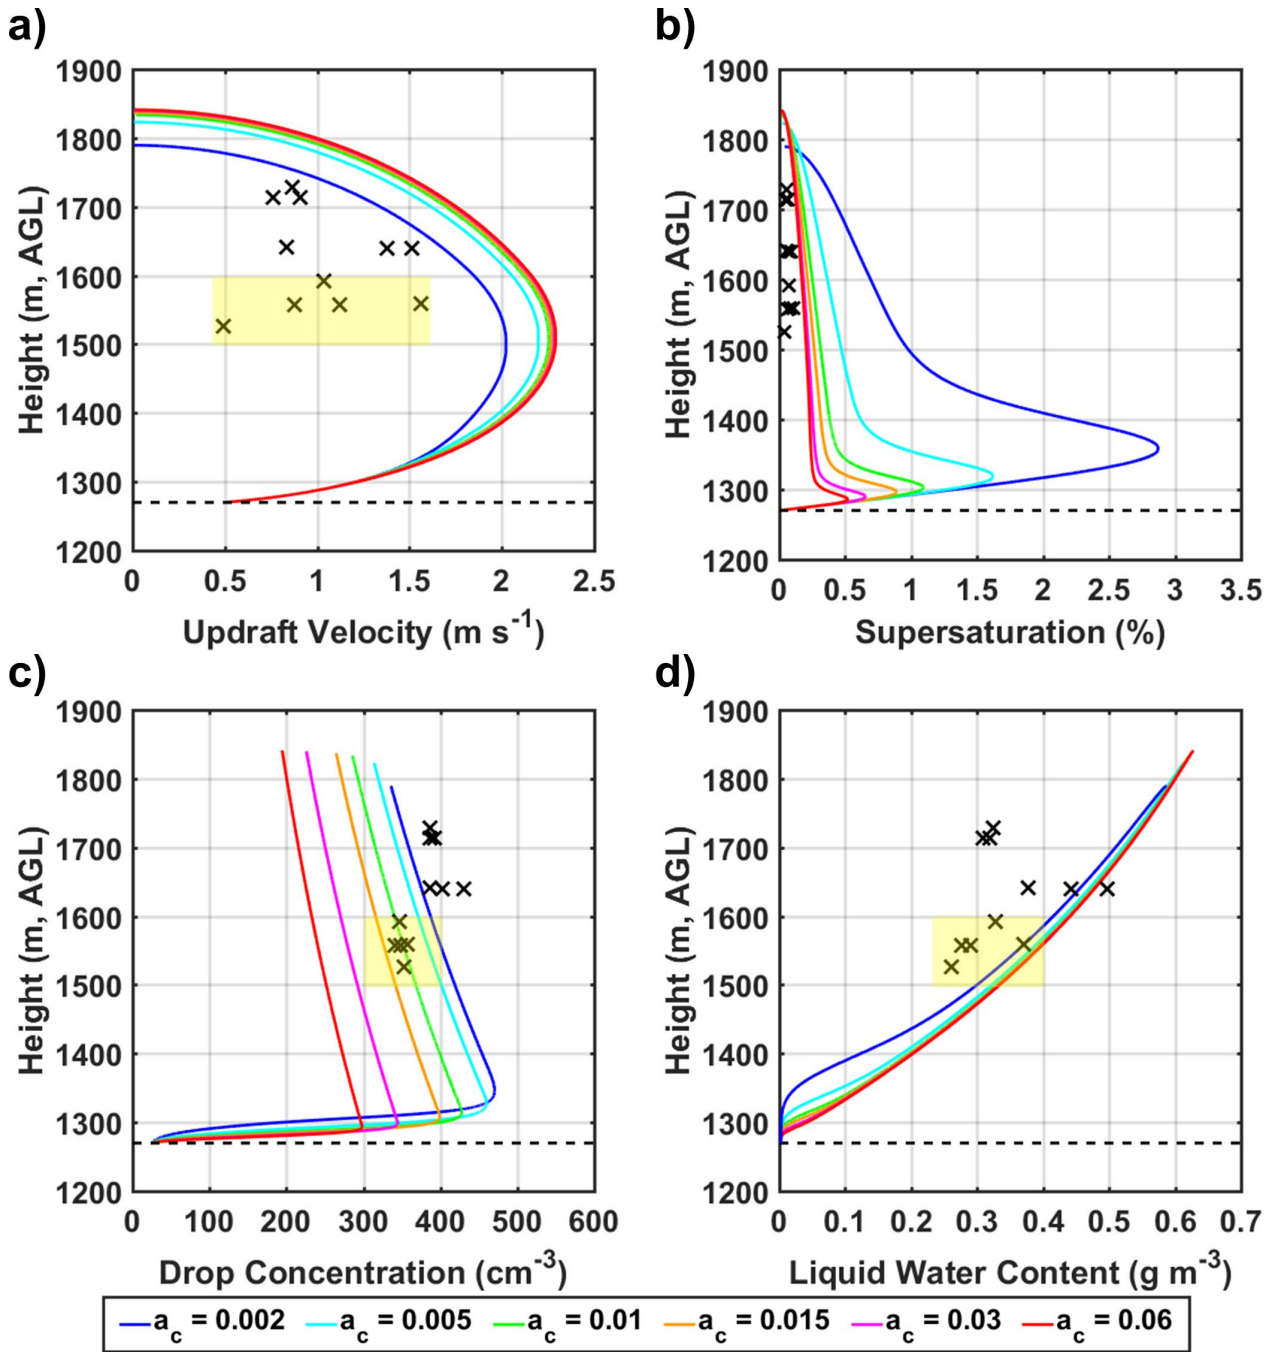 a)
1900
1800
1700
1600
1500
1400
1300
1200
Height (m, AGL)
0 0.5 1 1.5 2 2.5
Updraft Velocity (m s-1)
b)
1900
1800
1700
1600
1500
1400
1300
1200
Height (m, AGL)
0 0.5 1 1.5 2 2.5 3 3.5
Supersaturation (%)
c)
1900
1800
1700
1600
1500
1400
1300
1200
Height (m, AGL)
0 100 200 300 400 500 600
Drop Concentration (cm-3)
d)
1900
1800
1700
1600
1500
1400
1300
1200
Height (m, AGL)
0 0.1 0.2 0.3 0.4 0.5 0.6 0.7
Liquid Water Content (g m-3)
ac = 0.002 ac = 0.005 ac = 0.01 ac = 0.015 ac = 0.03 ac = 0.06